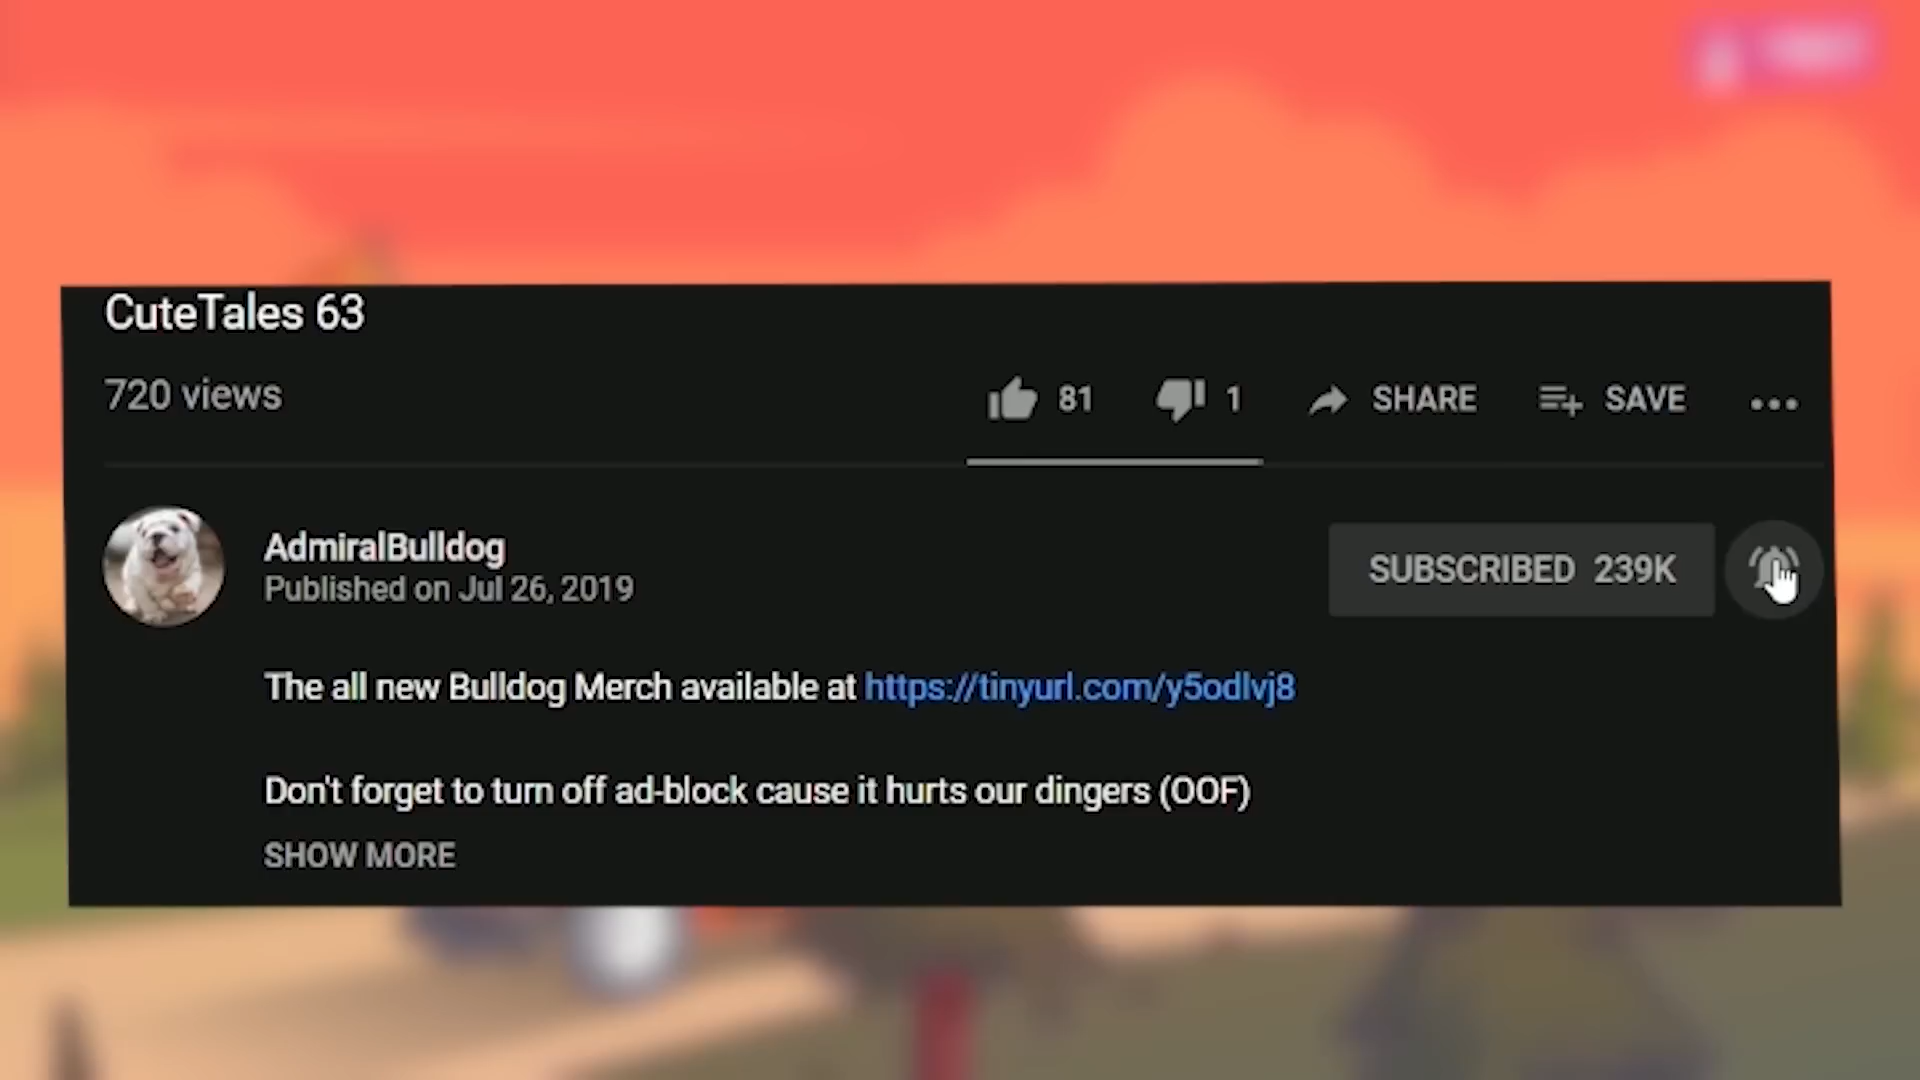 CuteTales 63
720 views
81 1 SHARE SAVE
AdmiralBulldog
Published on Jul 26, 2019
SUBSCRIBED 239K
The all new Bulldog Merch available at https://tinyurl.com/y5odlvj8
Don't forget to turn off ad-block cause it hurts our dingers (OOF)
SHOW MORE